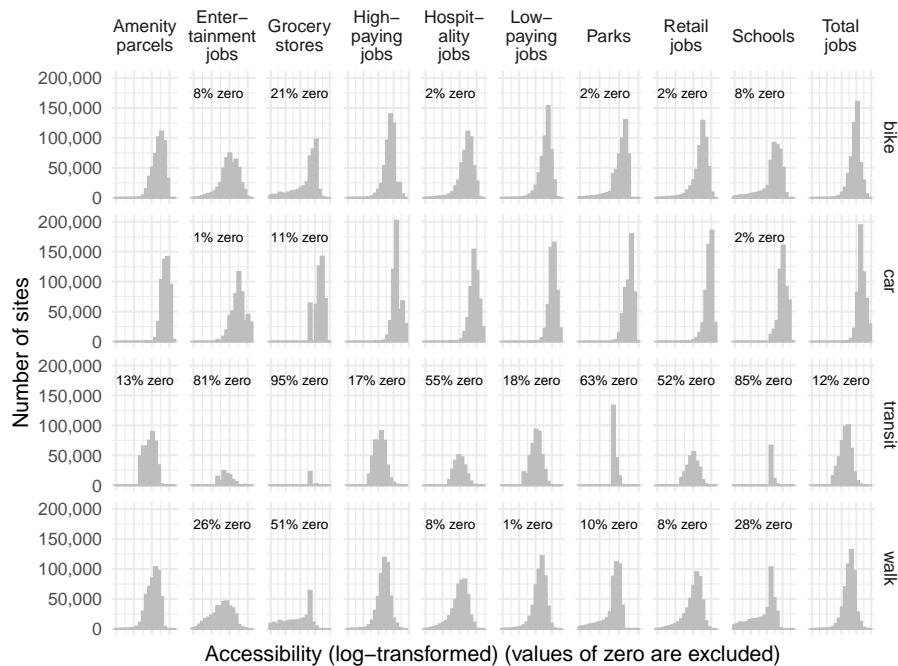 Amenity parcels
Enter−tainment jobs
Grocery stores
High−paying jobs
Hospit−ality jobs
Low−paying jobs
Parks
Retail jobs
Schools
Total jobs
Number of sites
200,000
150,000
100,000
50,000
0
8% zero
21% zero
2% zero
2% zero
2% zero
8% zero
bike
200,000
150,000
100,000
50,000
0
1% zero
11% zero
2% zero
car
200,000
150,000
100,000
50,000
0
13% zero
81% zero
95% zero
17% zero
55% zero
18% zero
63% zero
52% zero
85% zero
12% zero
transit
200,000
150,000
100,000
50,000
0
26% zero
51% zero
8% zero
1% zero
10% zero
8% zero
28% zero
walk
Accessibility (log−transformed) (values of zero are excluded)